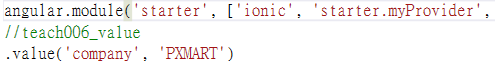 angular.module('starter', ['ionic', 'starter.myProvider',
//teach006_value
.value('company', 'PXMART')